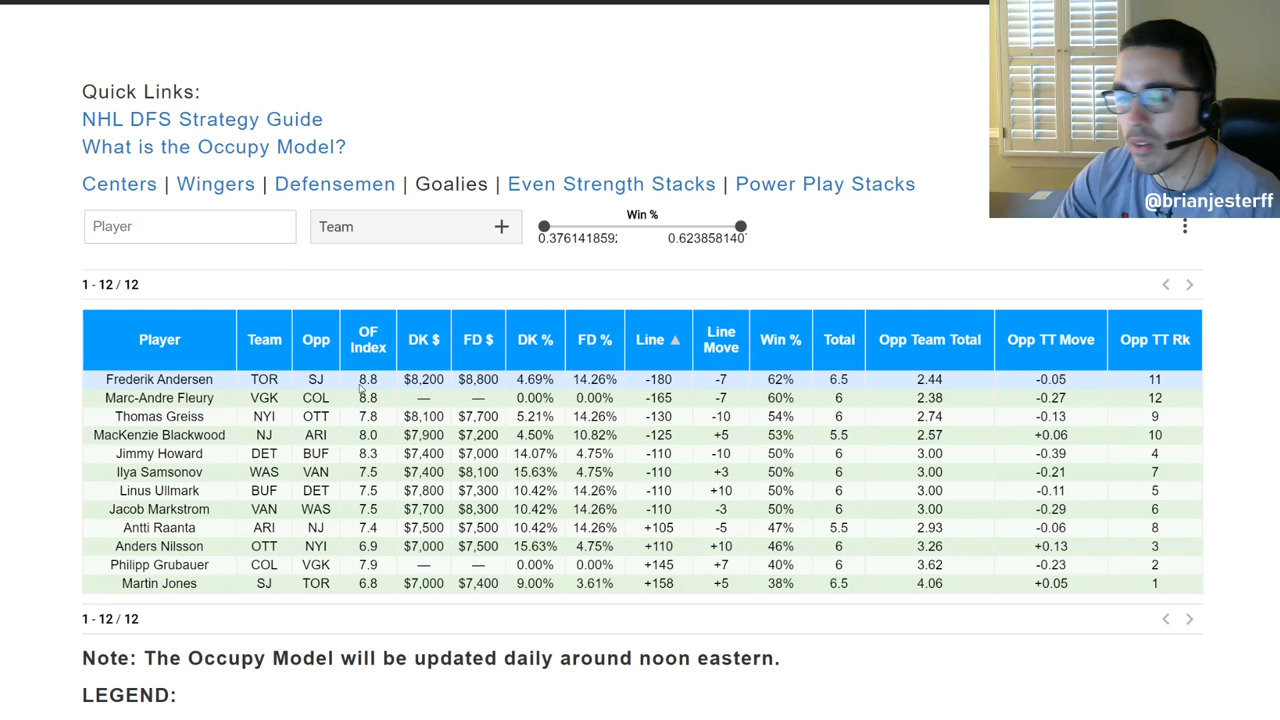 @brianjesterff
Quick Links:
NHL DFS Strategy Guide
What is the Occupy Model?
Centers | Wingers | Defensemen | Goalies | Even Strength Stacks | Power Play Stacks
Player Team + Win %
0.3761418592 0.623858140
1 - 12 / 12
Player Team Opp OF Index DK $ FD $ DK % FD % Line Line Move Win % Total Opp Team Total Opp TT Move Opp TT Rk
Frederik Andersen TOR SJ 8.8 $8,200 $8,800 4.69% 14.26% -180 -7 62% 6.5 2.44 -0.05 11
Marc-Andre Fleury VGK COL 8.8 — — 0.00% 0.00% -165 -7 60% 6 2.38 -0.27 12
Thomas Greiss NYI OTT 7.8 $8,100 $7,700 5.21% 14.26% -130 -10 54% 6 2.74 -0.13 9
MacKenzie Blackwood NJ ARI 8.0 $7,900 $7,200 4.50% 10.82% -125 +5 53% 5.5 2.57 +0.06 10
Jimmy Howard DET BUF 8.3 $7,400 $7,000 14.07% 4.75% -110 -10 50% 6 3.00 -0.39 4
Ilya Samsonov WAS VAN 7.5 $7,400 $8,100 15.63% 4.75% -110 +3 50% 6 3.00 -0.21 7
Linus Ullmark BUF DET 7.5 $7,800 $7,300 10.42% 14.26% -110 +10 50% 6 3.00 -0.11 5
Jacob Markstrom VAN WAS 7.5 $7,700 $8,300 10.42% 14.26% -110 -3 50% 6 3.00 -0.29 6
Antti Raanta ARI NJ 7.4 $7,500 $7,500 10.42% 14.26% +105 -5 47% 5.5 2.93 -0.06 8
Anders Nilsson OTT NYI 6.9 $7,000 $7,500 15.63% 4.75% +110 +10 46% 6 3.26 +0.13 3
Philipp Grubauer COL VGK 7.9 — — 0.00% 0.00% +145 +7 40% 6 3.62 -0.23 2
Martin Jones SJ TOR 6.8 $7,000 $7,400 9.00% 3.61% +158 +5 38% 6.5 4.06 +0.05 1
1 - 12 / 12
Note: The Occupy Model will be updated daily around noon eastern.
LEGEND: